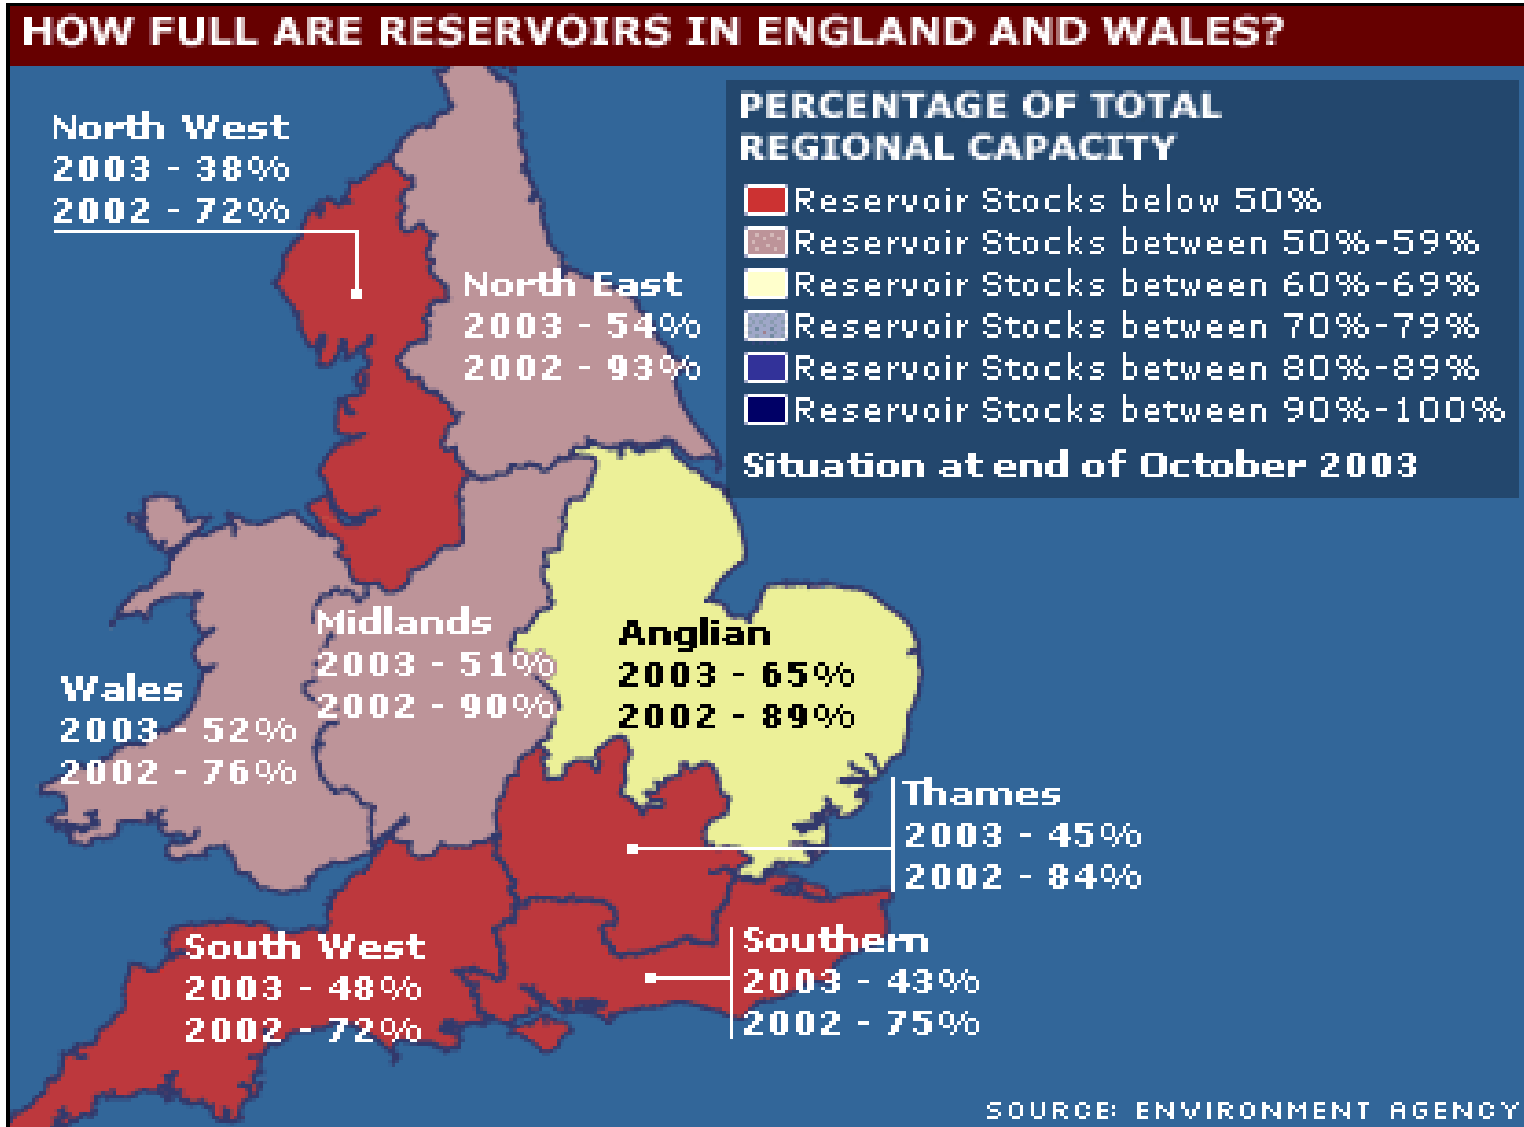 HOW FULL ARE RESERVOIRS IN ENGLAND AND WALES?
North West
2003 - 38%
2002 - 72%
PERCENTAGE OF TOTAL
REGIONAL CAPACITY
Reservoir Stocks below 50%
Reservoir Stocks between 50%-59%
Reservoir Stocks between 60%-69%
Reservoir Stocks between 70%-79%
Reservoir Stocks between 80%-89%
Reservoir Stocks between 90%-100%
Situation at end of October 2003
North East
2003 - 54%
2002 - 93%
Midlands
2003 - 51%
2002 - 90%
Anglian
2003 - 65%
2002 - 89%
Wales
2003 - 52%
2002 - 76%
Thames
2003 - 45%
2002 - 84%
South West
2003 - 48%
2002 - 72%
Southern
2003 - 43%
2002 - 75%
SOURCE: ENVIRONMENT AGENCY